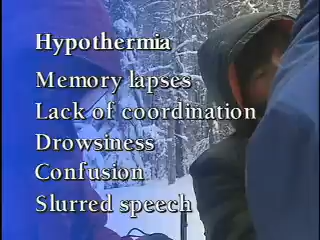 Hypothermia
Memory lapses
Lack of coordination
Drowsiness
Confusion
Slurred speech